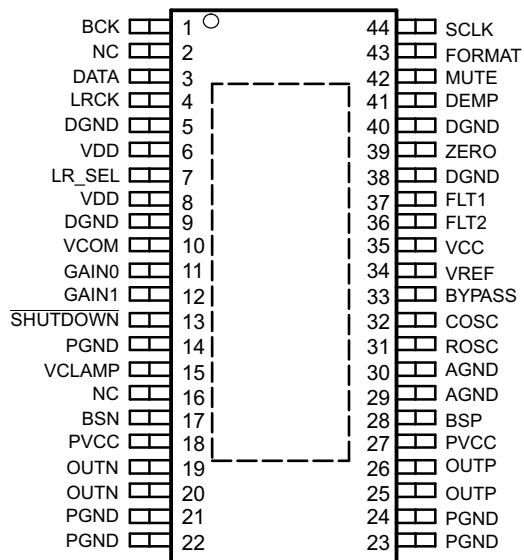 BCK 1 44 SCLK
NC 2 43 FORMAT
DATA 3 42 MUTE
LRCK 4 41 DEMP
DGND 5 40 DGND
VDD 6 39 ZERO
LR_SEL 7 38 DGND
VDD 8 37 FLT1
DGND 9 36 FLT2
VCOM 10 35 VCC
GAIN0 11 34 VREF
GAIN1 12 33 BYPASS
SHUTDOWN 13 32 COSC
PGND 14 31 ROSC
VCLAMP 15 30 AGND
NC 16 29 AGND
BSN 17 28 BSP
PVCC 18 27 PVCC
OUTN 19 26 OUTP
OUTN 20 25 OUTP
PGND 21 24 PGND
PGND 22 23 PGND